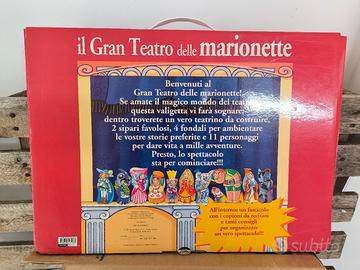 il Gran Teatro delle marionette
Benvenuti al
Gran Teatro delle marionette!
Se amate il magico mondo del teatro
questa valigetta vi farà sognare:
dentro troverete un vero teatrino da costruire,
2 sipari favolosi, 4 fondali per ambientare
le vostre storie preferite e 11 personaggi
per dare vita a mille avventure.
Presto, lo spettacolo
sta per cominciare!!!
All'interno: un fascicolo
con i copioni da recitare
e tanti consigli
per organizzare
un vero spettacolo!!!
subito